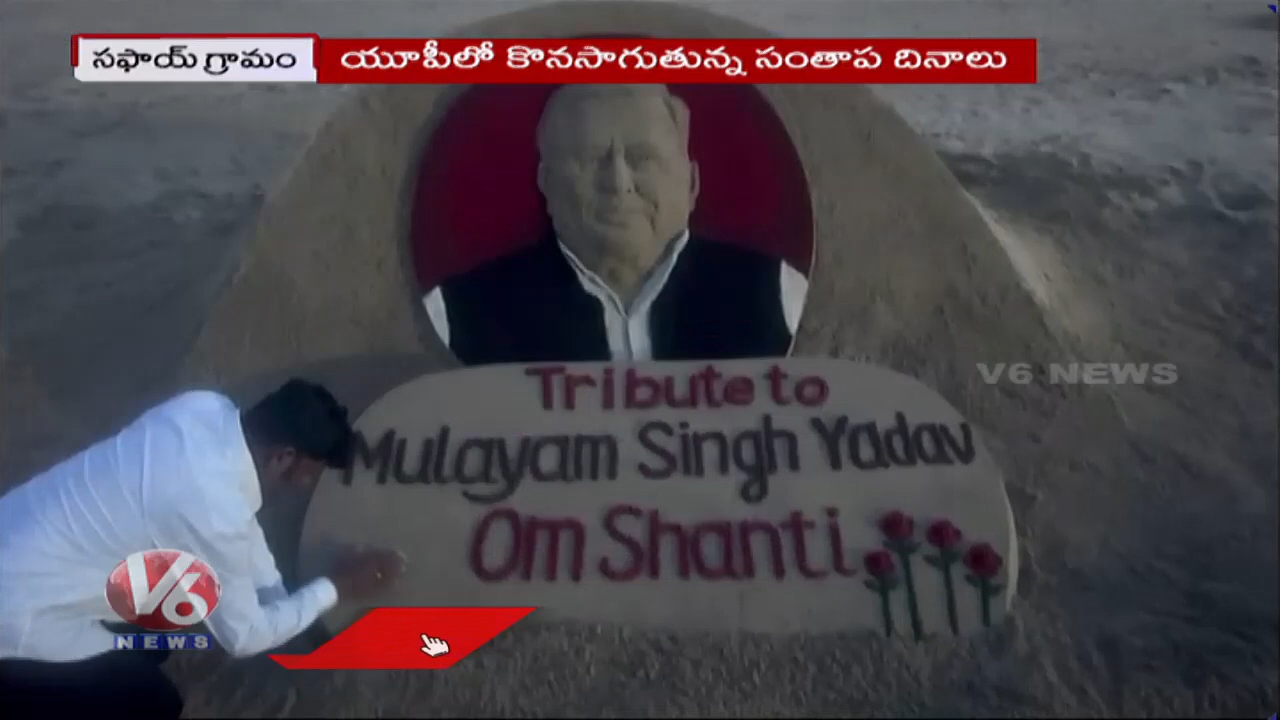 సఫాయ్ గ్రామం
యూపీలో కొనసాగుతున్న సంతాప దినాలు
V6 NEWS
Tribute to
Mulayam Singh Yadav
Om Shanti
V6
NEWS